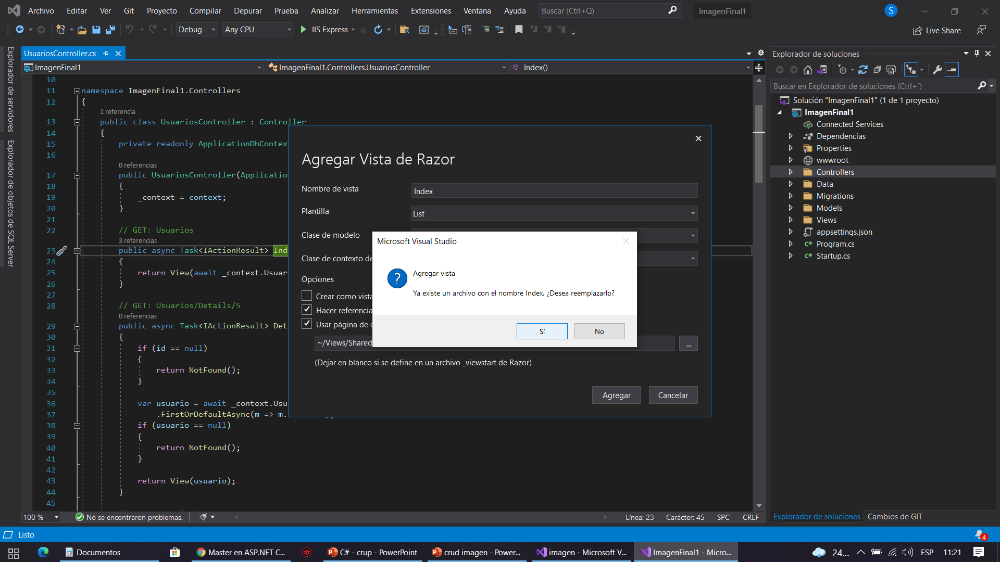 Archivo Editar Ver Git Proyecto Compilar Depurar Prueba Analizar Herramientas Extensiones Ventana Ayuda Buscar (Ctrl+Q) ImagenFinal1 S
Debug Any CPU IIS Express Live Share
Explorador de servidores
Explorador de objetos de SQL Server
UsuariosController.cs
ImagenFinal1 ImagenFinal1.Controllers.UsuariosController Index()
10
11 namespace ImagenFinal1.Controllers
12 {
1 referencia
13 public class UsuariosController : Controller
14 {
15 private readonly ApplicationDbContex
16
0 referencias
17 public UsuariosController(Applicatio
18 {
19 _context = context;
20 }
21
22 // GET: Usuarios
3 referencias
23 public async Task<IActionResult> Ind
24 {
25 return View(await _context.Usuar
26 }
27
28 // GET: Usuarios/Details/5
0 referencias
29 public async Task<IActionResult> Det
30 {
31 if (id == null)
32 {
33 return NotFound();
34 }
35
36 var usuario = await _context.Usu
37 .FirstOrDefaultAsync(m => m.
38 if (usuario == null)
39 {
40 return NotFound();
41 }
42
43 return View(usuario);
44 }
45
Agregar Vista de Razor
Nombre de vista Index
Plantilla List
Clase de modelo
Clase de contexto de
Opciones
Crear como vista
Hacer referencia
Usar página de
~/Views/Shared ...
(Dejar en blanco si se define en un archivo _viewstart de Razor)
Agregar Cancelar
Microsoft Visual Studio
Agregar vista
Ya existe un archivo con el nombre Index. ¿Desea reemplazarlo?
Sí No
Explorador de soluciones
Buscar en Explorador de soluciones (Ctrl+´)
Solución "ImagenFinal1" (1 de 1 proyecto)
ImagenFinal1
Connected Services
Dependencias
Properties
wwwroot
Controllers
Data
Migrations
Models
Views
appsettings.json
C# Program.cs
C# Startup.cs
100 % No se encontraron problemas. Línea: 23 Carácter: 45 SPC CRLF
Explorador de soluciones Cambios de GIT
Listo 4
Documentos Master en ASP.NET C... C# - crup - PowerPoint crud imagen - Power... imagen - Microsoft V... ImagenFinal1 - Micro... 24... ESP 11:21